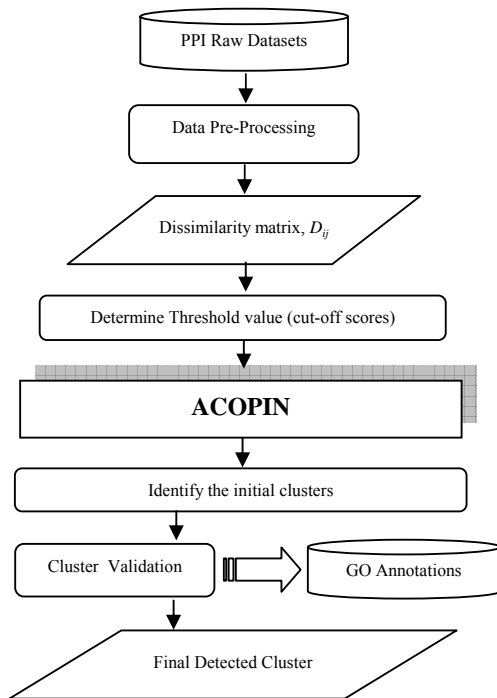 PPI Raw Datasets
Data Pre-Processing
Dissimilarity matrix, Dij
Determine Threshold value (cut-off scores)
ACOPIN
Identify the initial clusters
Cluster Validation
GO Annotations
Final Detected Cluster